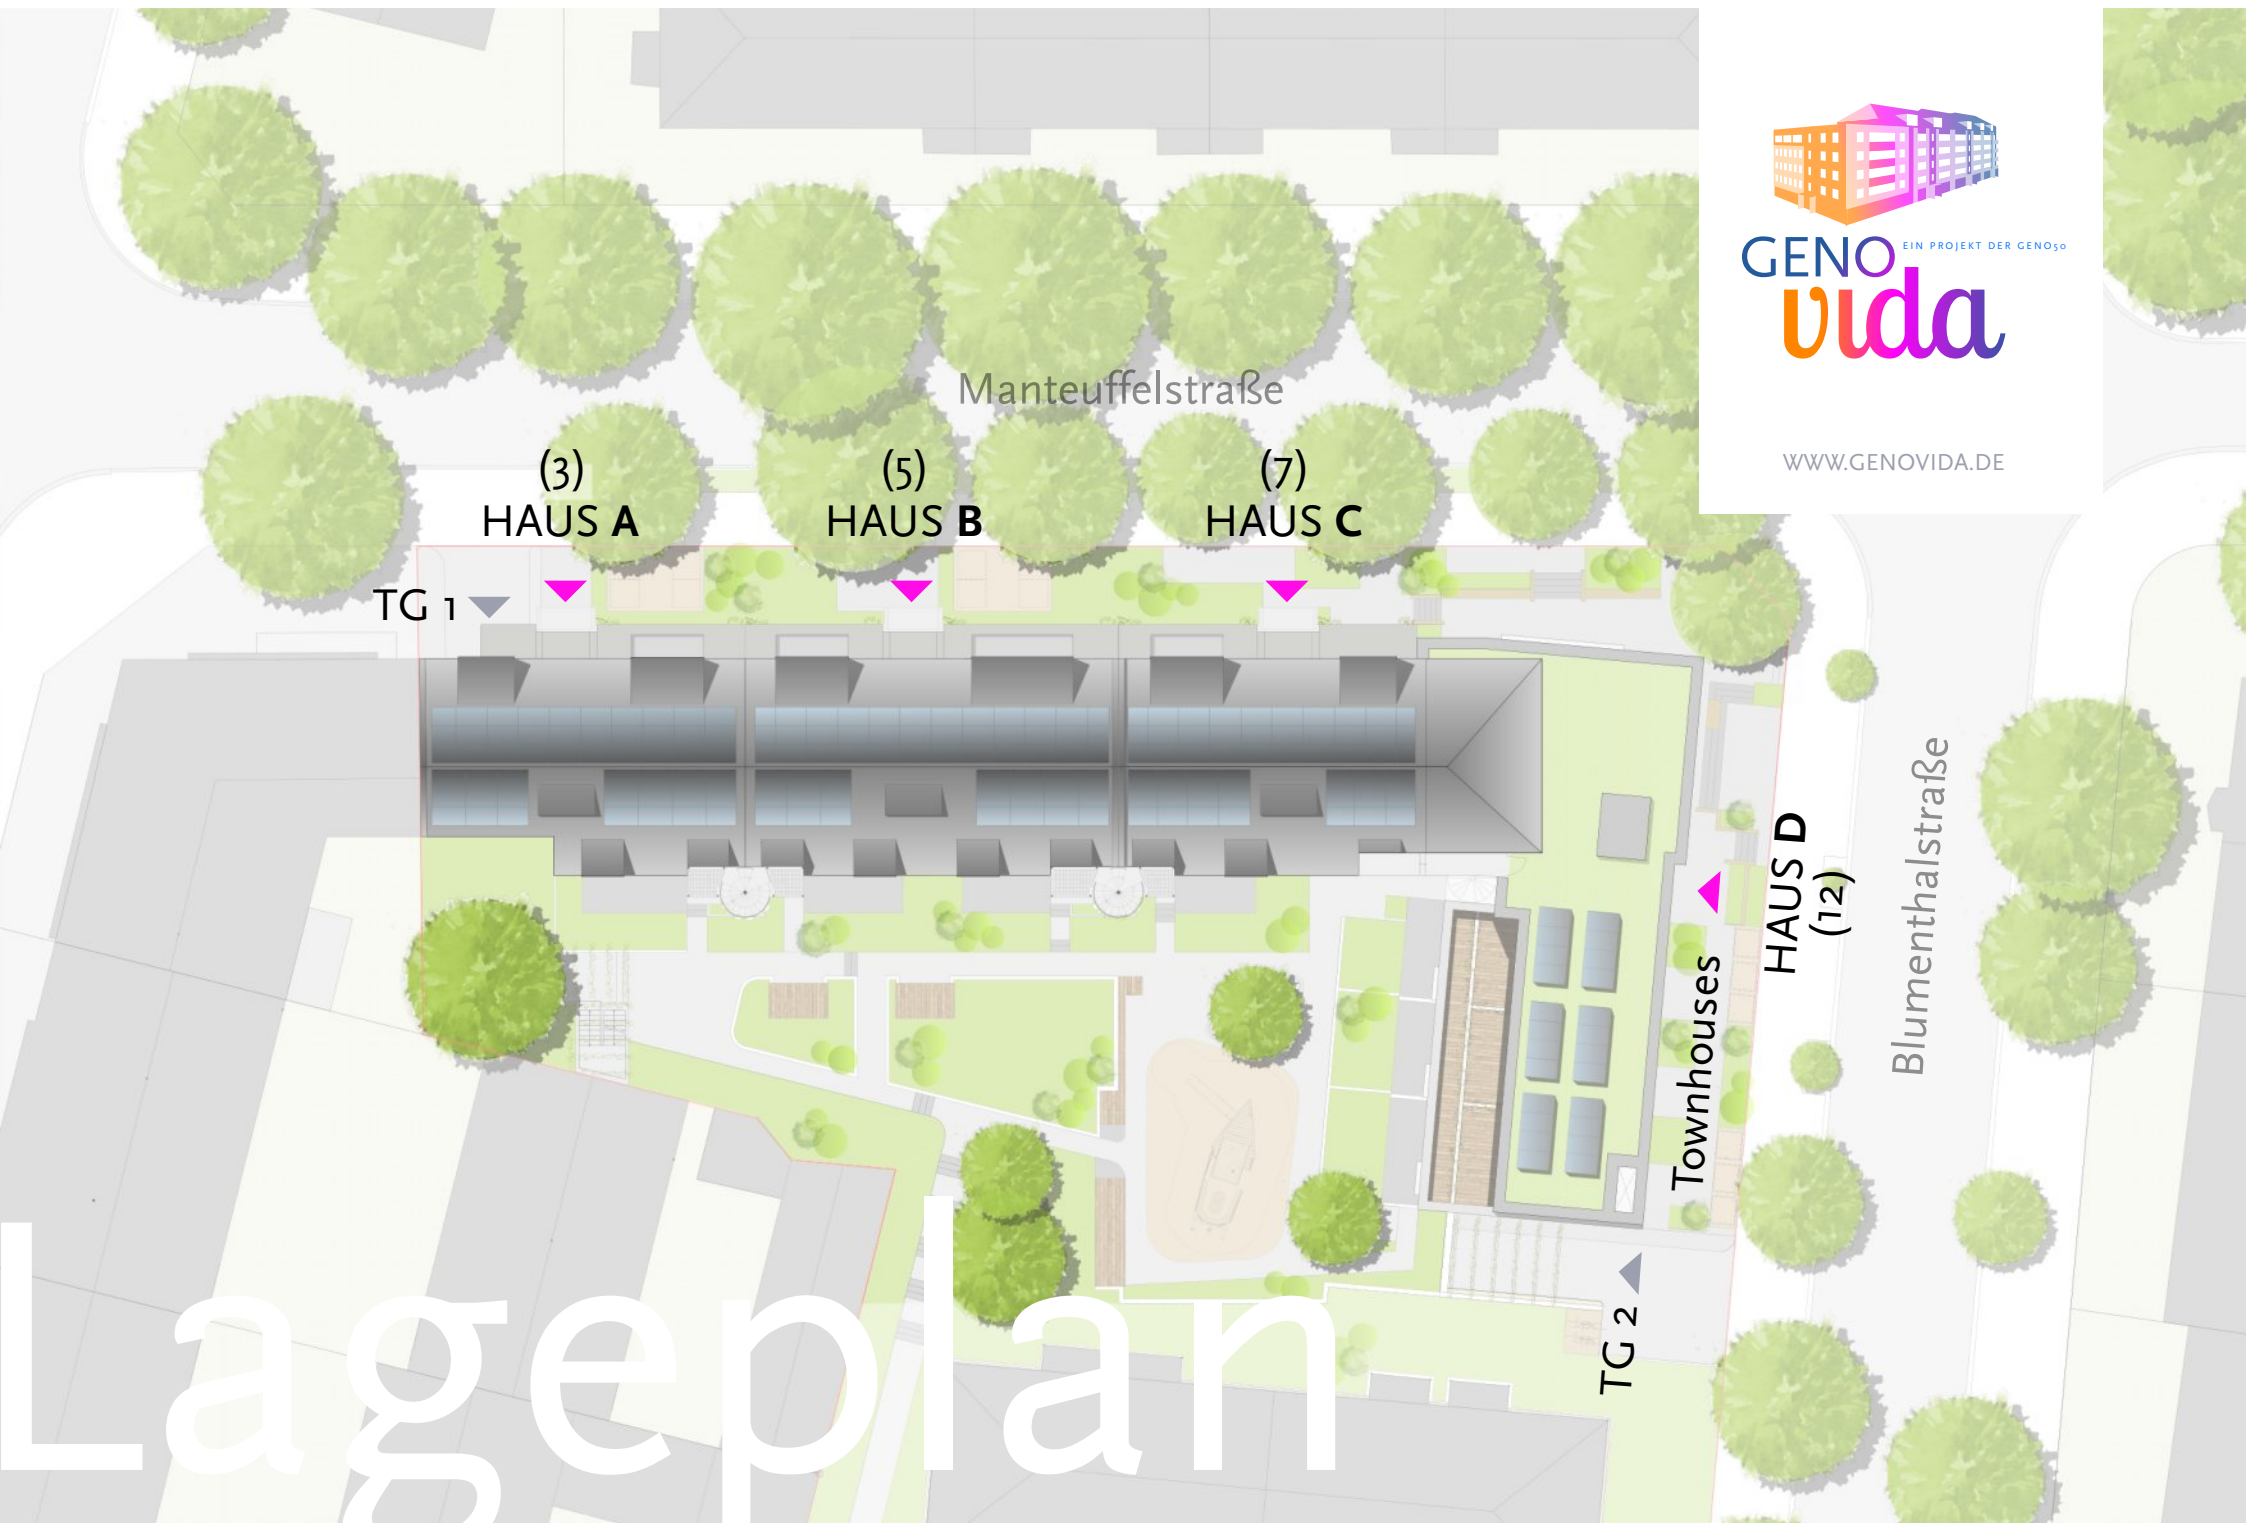 GENO EIN PROJEKT DER GENO50
vida
WWW.GENOVIDA.DE
Manteuffelstraße
(3)
HAUS A
(5)
HAUS B
(7)
HAUS C
TG 1
HAUS D
(12)
Blumenthalstraße
Townhouses
TG 2
Lageplan